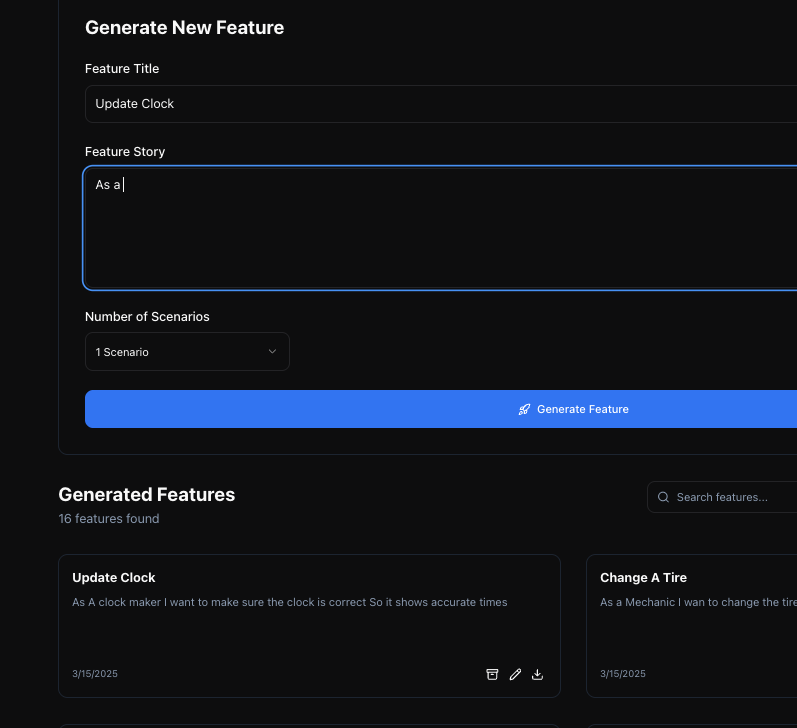 Generate New Feature
Feature Title
Update Clock
Feature Story
As a
Number of Scenarios
1 Scenario
Generate Feature
Generated Features
16 features found
Search features...
Update Clock
As A clock maker I want to make sure the clock is correct So it shows accurate times
3/15/2025
Change A Tire
As a Mechanic I wan to change the tire
3/15/2025